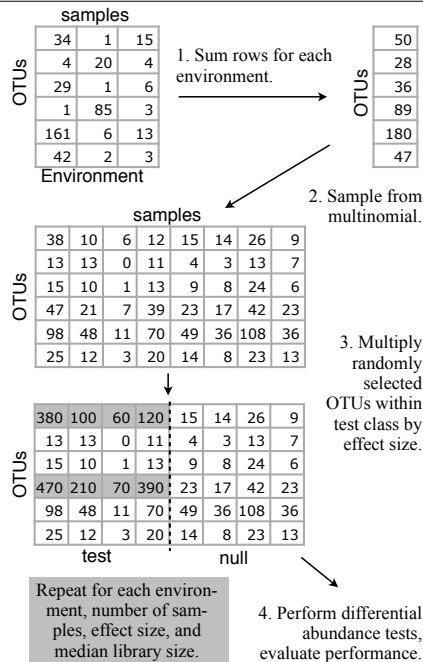 samples
34 1 15
4 20 4
29 1 6
1 85 3
161 6 13
42 2 3
OTUs
Environment
1. Sum rows for each
environment.
50
28
36
89
180
47
OTUs
2. Sample from
multinomial.
samples
38 10 6 12 15 14 26 9
13 13 0 11 4 3 13 7
15 10 1 13 9 8 24 6
47 21 7 39 23 17 42 23
98 48 11 70 49 36 108 36
25 12 3 20 14 8 23 13
OTUs
3. Multiply
randomly
selected
OTUs within
test class by
effect size.
380 100 60 120 15 14 26 9
13 13 0 11 4 3 13 7
15 10 1 13 9 8 24 6
470 210 70 390 23 17 42 23
98 48 11 70 49 36 108 36
25 12 3 20 14 8 23 13
OTUs
test null
Repeat for each environ-
ment, number of sam-
ples, effect size, and
median library size.
4. Perform differential
abundance tests,
evaluate performance.